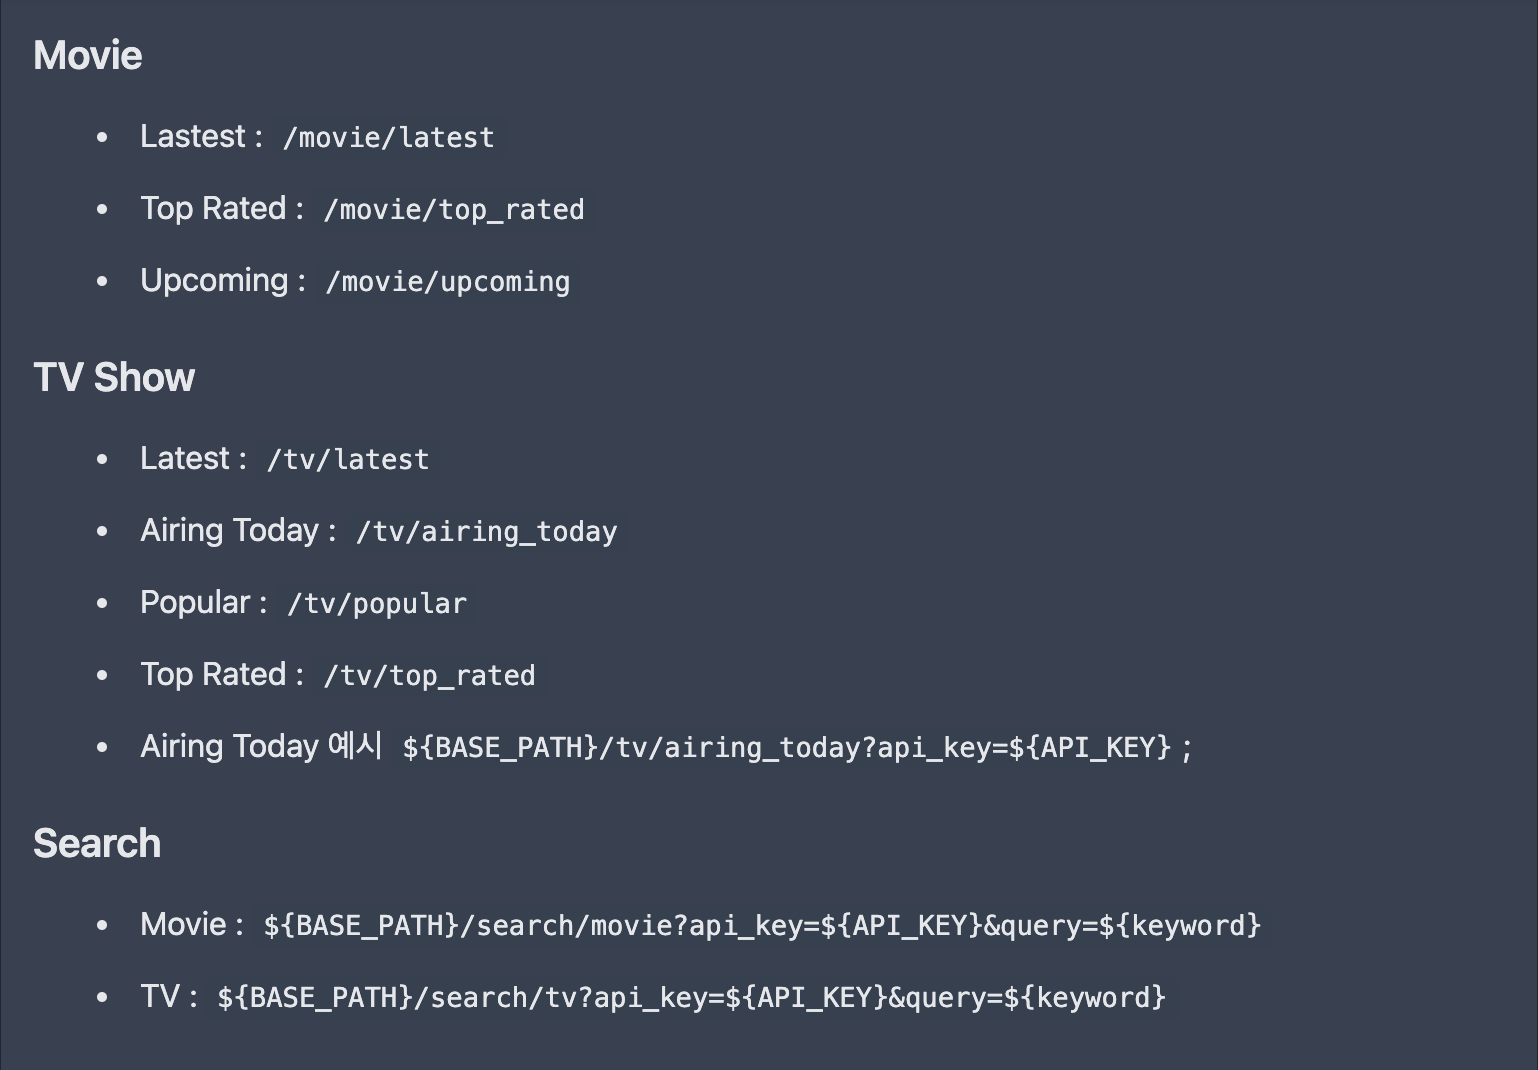 Movie
• Lastest : /movie/latest
• Top Rated : /movie/top_rated
• Upcoming : /movie/upcoming
TV Show
• Latest : /tv/latest
• Airing Today : /tv/airing_today
• Popular : /tv/popular
• Top Rated : /tv/top_rated
• Airing Today 예시 ${BASE_PATH}/tv/airing_today?api_key=${API_KEY} ;
Search
• Movie : ${BASE_PATH}/search/movie?api_key=${API_KEY}&query=${keyword}
• TV : ${BASE_PATH}/search/tv?api_key=${API_KEY}&query=${keyword}